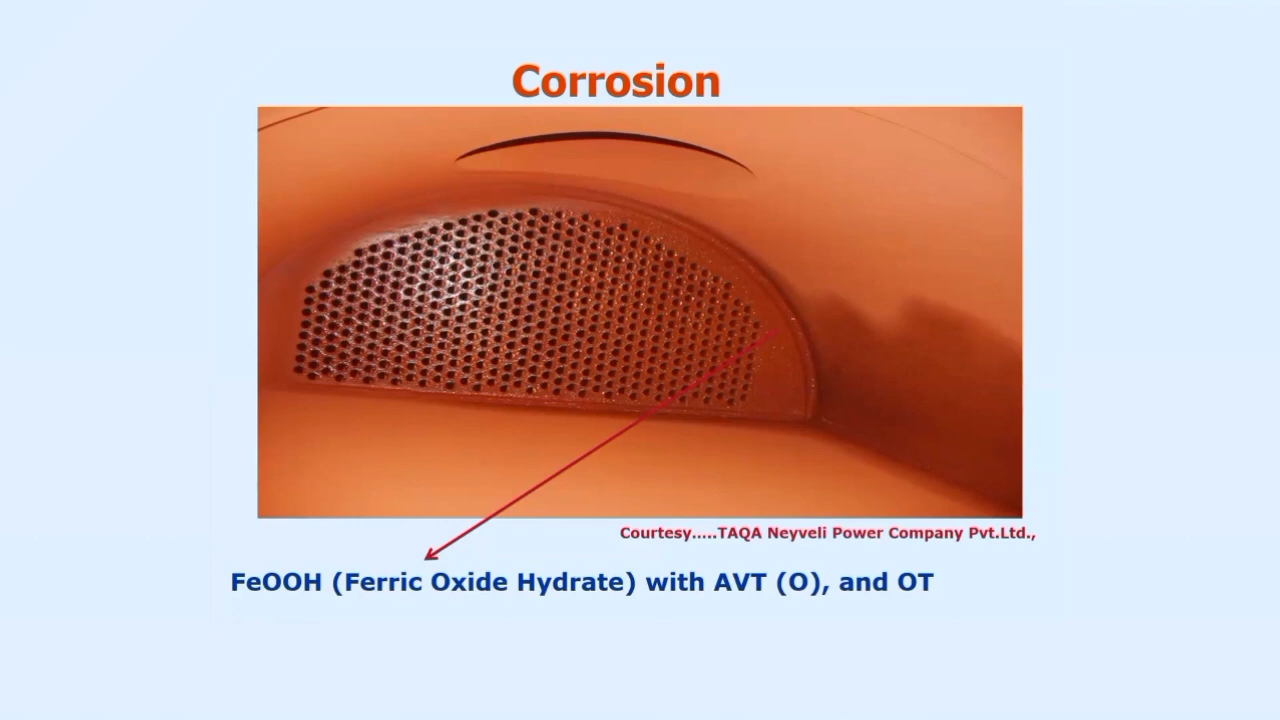 Corrosion
Courtesy.....TAQA Neyveli Power Company Pvt.Ltd.,
FeOOH (Ferric Oxide Hydrate) with AVT (O), and OT